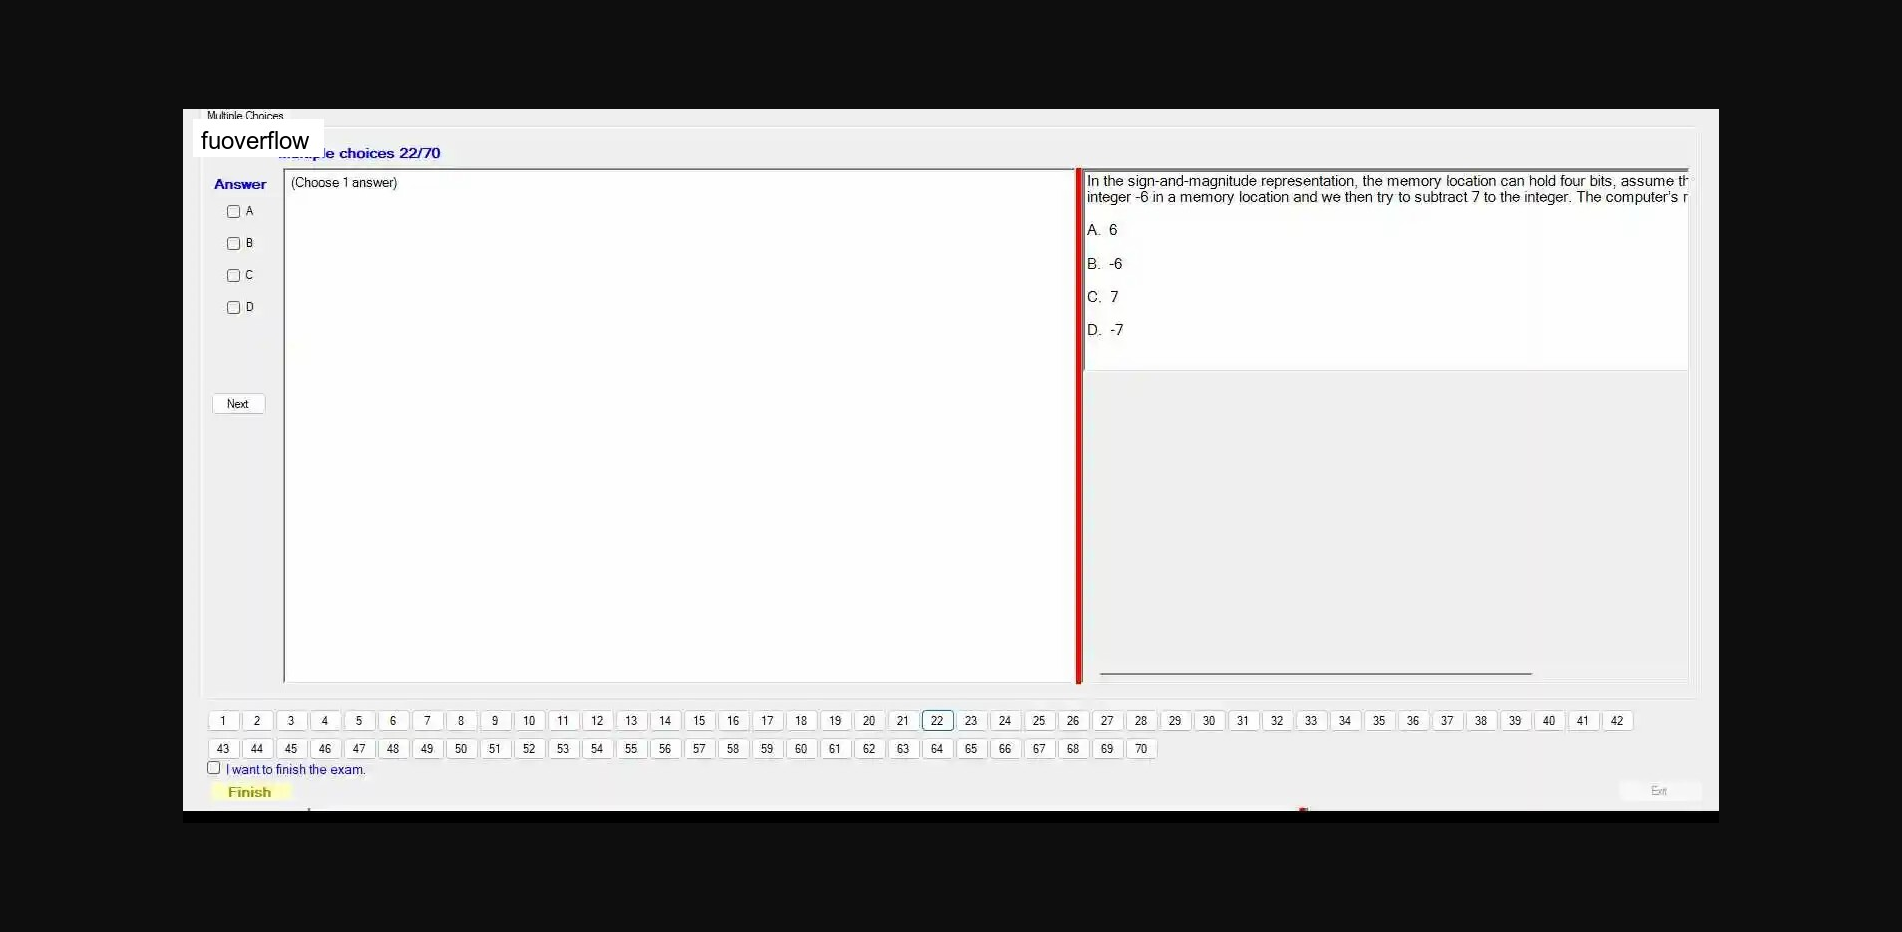 Multiple Choices
fuoverflow
choices 22/70
Answer
(Choose 1 answer)
A
B
C
D
Next
In the sign-and-magnitude representation, the memory location can hold four bits, assume
integer -6 in a memory location and we then try to subtract 7 to the integer. The computer's
A. 6
B. -6
C. 7
D. -7
1 2 3 4 5 6 7 8 9 10 11 12 13 14 15 16 17 18 19 20 21 22 23 24 25 26 27 28 29 30 31 32 33 34 35 36 37 38 39 40 41 42
43 44 45 46 47 48 49 50 51 52 53 54 55 56 57 58 59 60 61 62 63 64 65 66 67 68 69 70
I want to finish the exam.
Finish
Exit